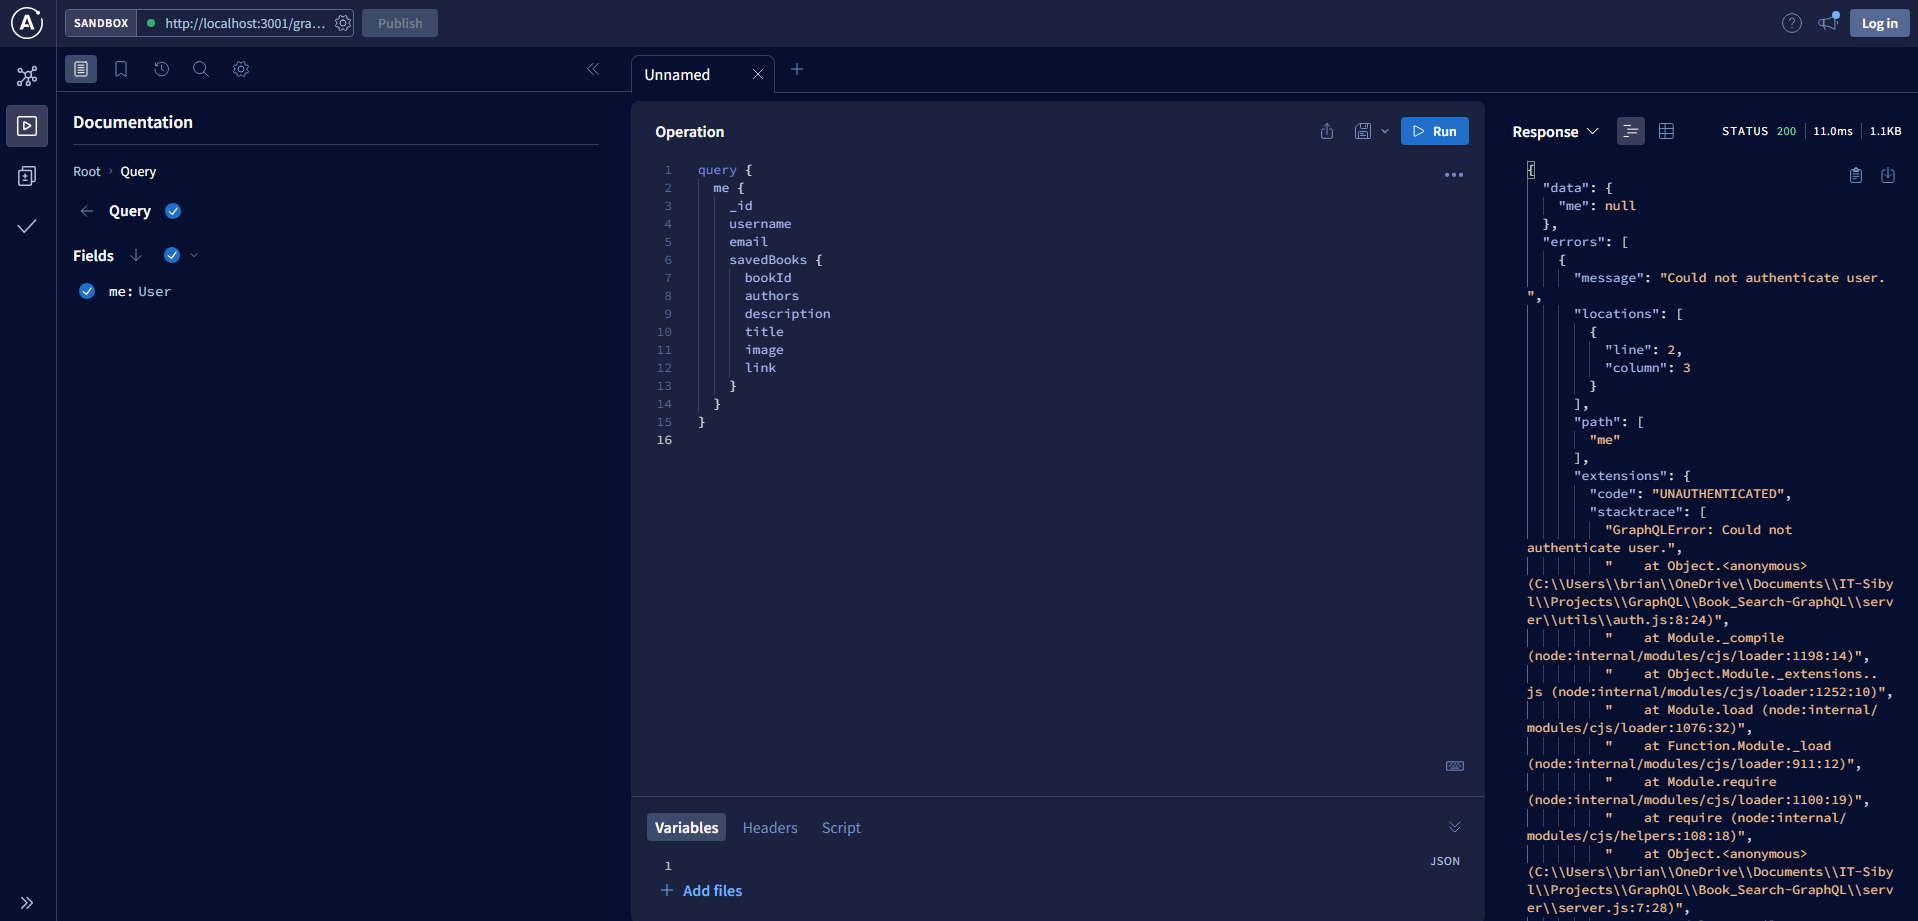 SANDBOX
http://localhost:3001/gra...
Publish
Log in
Documentation
Root › Query
Query
Fields
me: User
Unnamed
Operation
Run
1 query {
2 me {
3 _id
4 username
5 email
6 savedBooks {
7 bookId
8 authors
9 description
10 title
11 image
12 link
13 }
14 }
15 }
16
Variables
Headers
Script
1
JSON
Add files
Response
STATUS 200
11.0ms
1.1KB
{
"data": {
"me": null
},
"errors": [
{
"message": "Could not authenticate user.
",
"locations": [
{
"line": 2,
"column": 3
}
],
"path": [
"me"
],
"extensions": {
"code": "UNAUTHENTICATED",
"stacktrace": [
"GraphQLError: Could not
authenticate user.",
"    at Object.<anonymous>
(C:\\Users\\brian\\OneDrive\\Documents\\IT-Siby
l\\Projects\\GraphQL\\Book_Search-GraphQL\\serv
er\\utils\\auth.js:8:24)",
"    at Module._compile
(node:internal/modules/cjs/loader:1198:14)",
"    at Object.Module._extensions..
js (node:internal/modules/cjs/loader:1252:10)",
"    at Module.load (node:internal/
modules/cjs/loader:1076:32)",
"    at Function.Module._load
(node:internal/modules/cjs/loader:911:12)",
"    at Module.require
(node:internal/modules/cjs/loader:1100:19)",
"    at require (node:internal/
modules/cjs/helpers:108:18)",
"    at Object.<anonymous>
(C:\\Users\\brian\\OneDrive\\Documents\\IT-Siby
l\\Projects\\GraphQL\\Book_Search-GraphQL\\serv
er\\server.js:7:28)",